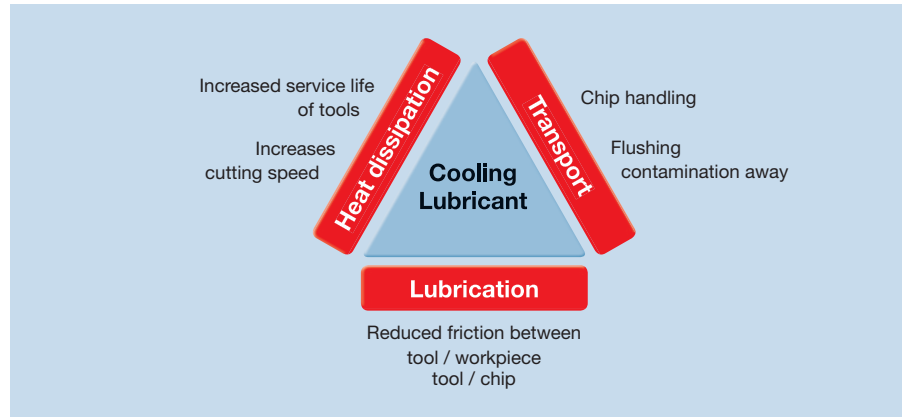 Increased service life
of tools
Increases
cutting speed
Heat dissipation
Cooling
Lubricant
Transport
Chip handling
Flushing
contamination away
Lubrication
Reduced friction between
tool / workpiece
tool / chip